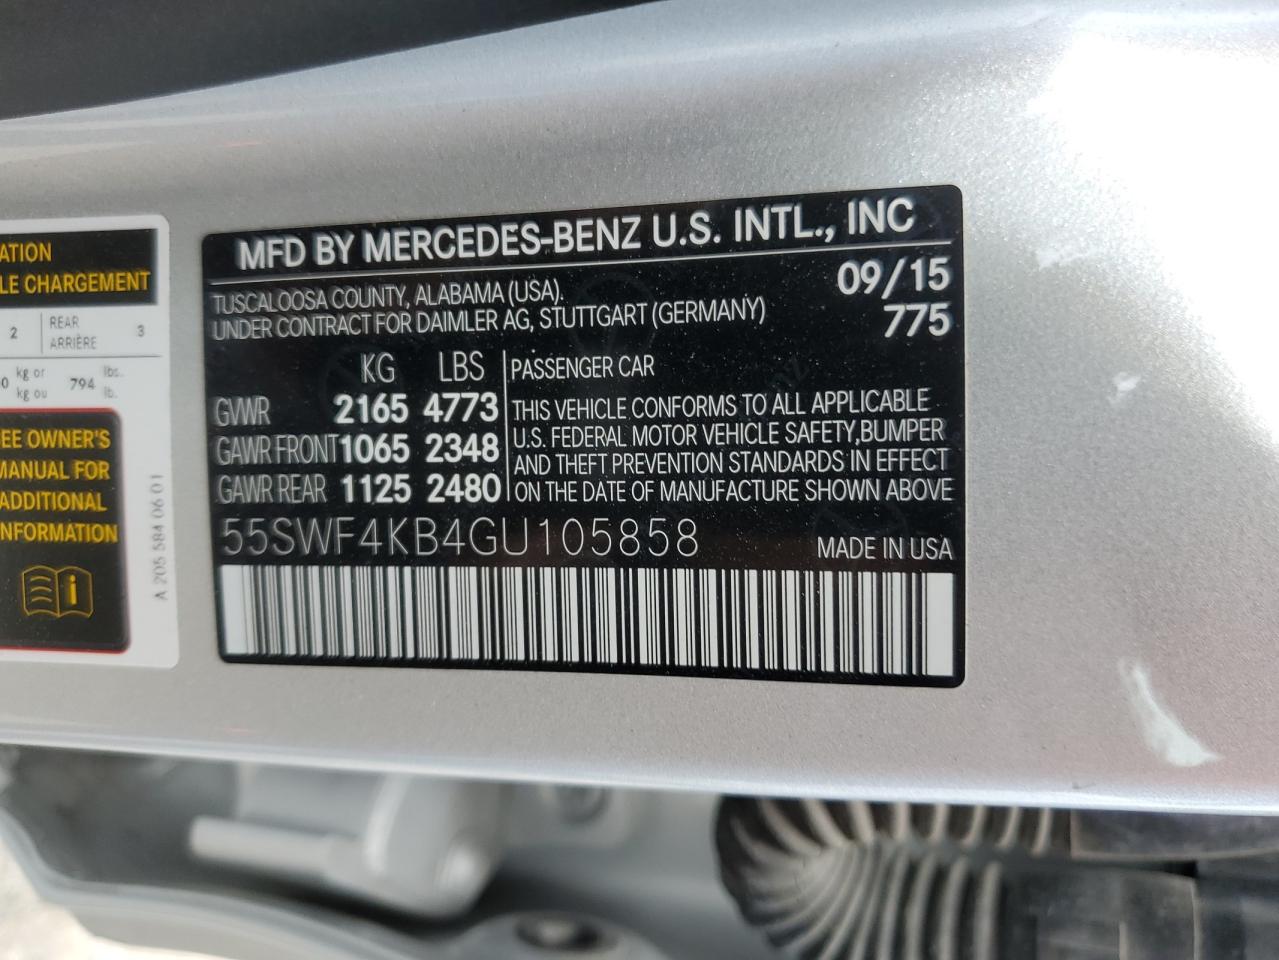 MFD BY MERCEDES-BENZ U.S. INTL., INC
TUSCALOOSA COUNTY, ALABAMA (USA).
UNDER CONTRACT FOR DAIMLER AG, STUTTGART (GERMANY)
09/15
775
KG LBS
GVWR 2165 4773
GAWR FRONT 1065 2348
GAWR REAR 1125 2480
PASSENGER CAR
THIS VEHICLE CONFORMS TO ALL APPLICABLE
U.S. FEDERAL MOTOR VEHICLE SAFETY,BUMPER
AND THEFT PREVENTION STANDARDS IN EFFECT
ON THE DATE OF MANUFACTURE SHOWN ABOVE
55SWF4KB4GU105858
MADE IN USA
ATION
LE CHARGEMENT
2 REAR 3
ARRIÈRE
0 kg or 794 lbs.
kg ou lb.
EE OWNER'S
MANUAL FOR
ADDITIONAL
NFORMATION
i
A 205 584 06 01